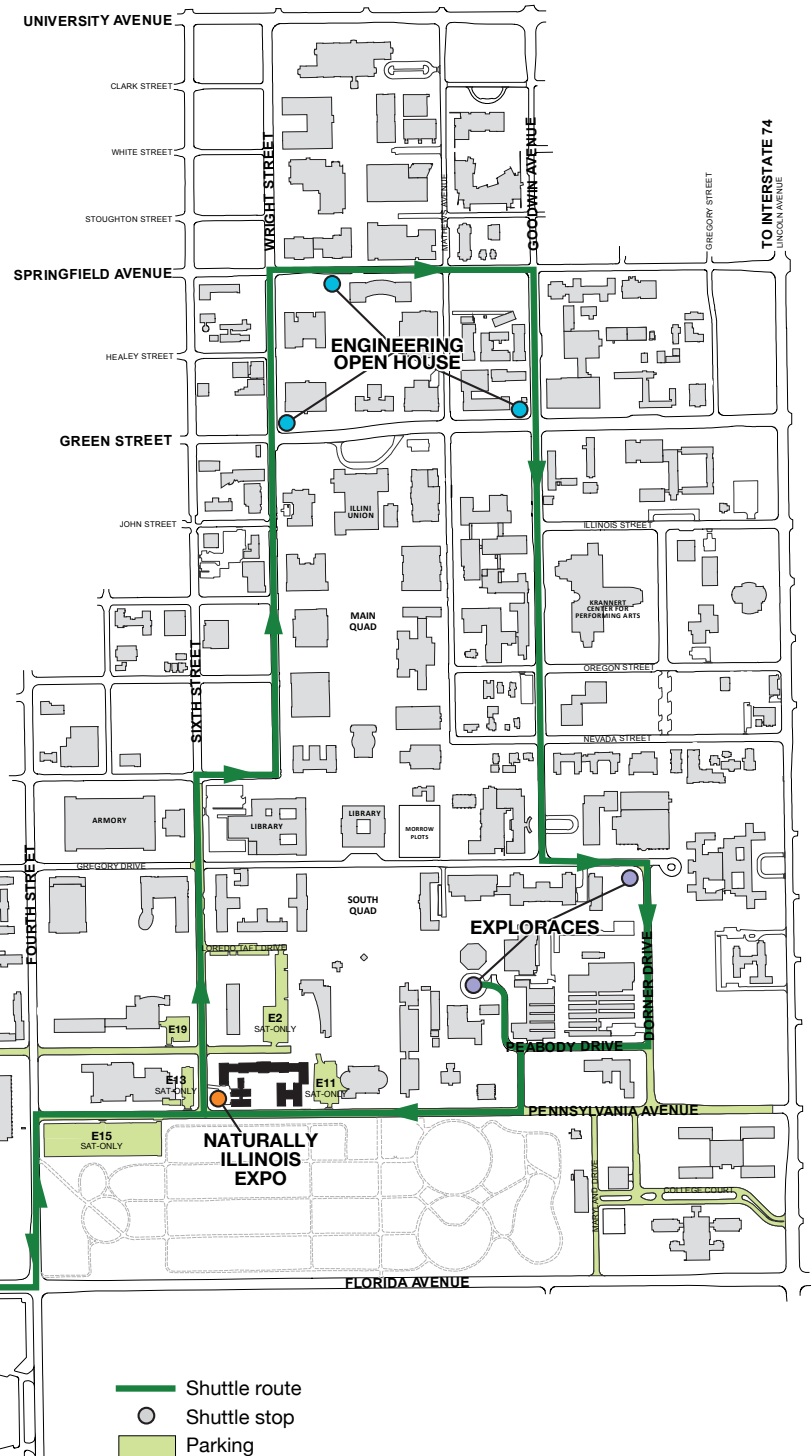 UNIVERSITY AVENUE
CLARK STREET
WHITE STREET
STOUGHTON STREET
WRIGHT STREET
MATHEWS AVENUE
GOODWIN AVENUE
GREGORY STREET
TO INTERSTATE 74
LINCOLN AVENUE
SPRINGFIELD AVENUE
HEALEY STREET
ENGINEERING
OPEN HOUSE
GREEN STREET
JOHN STREET
ILLINI
UNION
ILLINOIS STREET
MAIN
QUAD
KRANNERT
CENTER FOR
PERFORMING ARTS
SIXTH STREET
OREGON STREET
NEVADA STREET
ARMORY
LIBRARY
LIBRARY
MORROW
PLOTS
GREGORY DRIVE
FOURTH STREET
SOUTH
QUAD
EXPLORACES
LOREDO TAFT DRIVE
DORNER DRIVE
E19
E2
SAT-ONLY
PEABODY DRIVE
E13
SAT-ONLY
E11
SAT-ONLY
PENNSYLVANIA AVENUE
E15
SAT-ONLY
NATURALLY
ILLINOIS
EXPO
MARYLAND DRIVE
COLLEGE COURT
FLORIDA AVENUE
Shuttle route
Shuttle stop
Parking